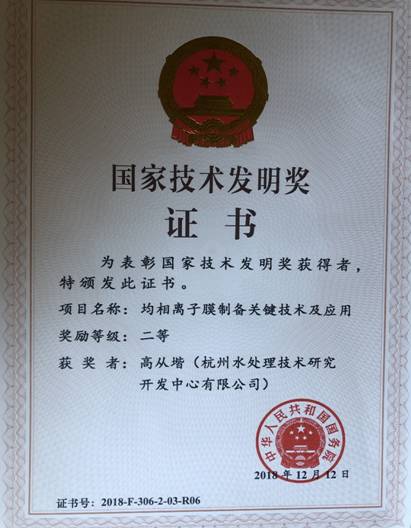 国家技术发明奖
证书
为表彰国家技术发明奖获得者，
特颁发此证书。
项目名称：均相离子膜制备关键技术及应用
奖励等级：二等
获奖者：高从堦（杭州水处理技术研究
开发中心有限公司）
中华人民共和国国务院
2018年12月12日
证书号：2018-F-306-2-03-R06